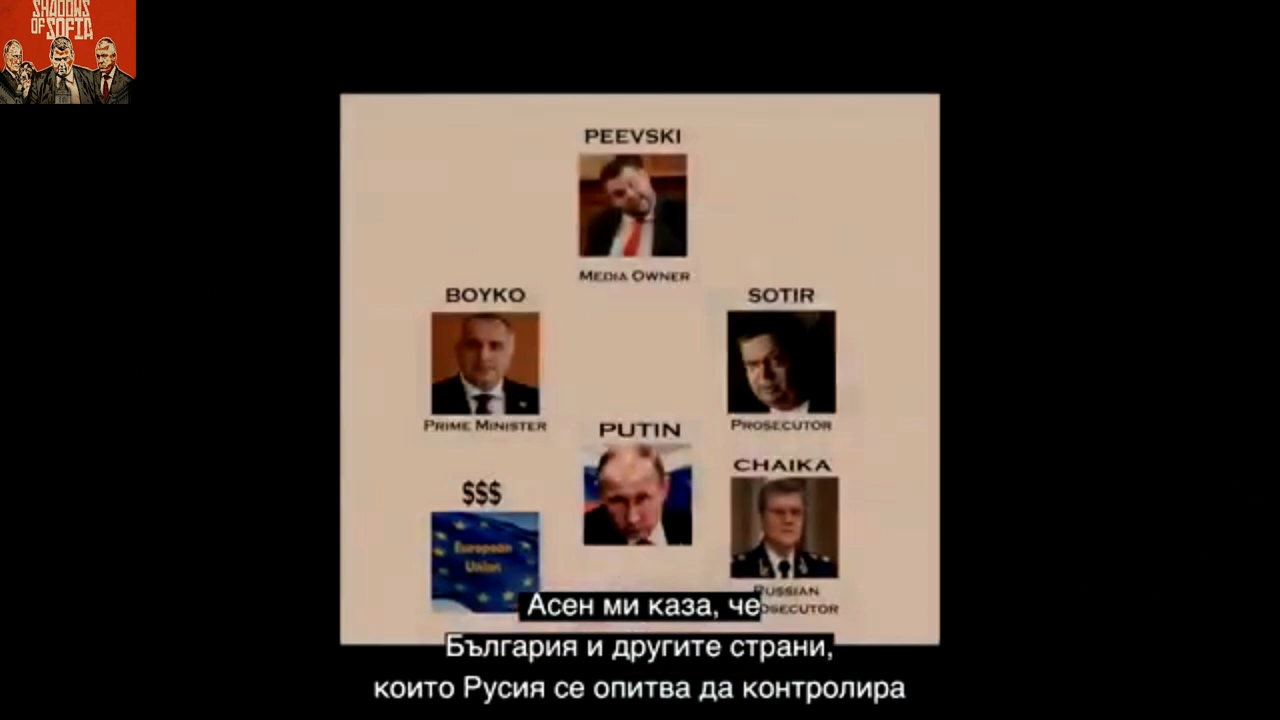 SHADOWS
OF SOFIA
PEEVSKI
MEDIA OWNER
BOYKO
SOTIR
PRIME MINISTER
PROSECUTOR
PUTIN
CHAIKA
$$$
European
Union
RUSSIAN
Асен ми каза, че
България и другите страни,
които Русия се опитва да контролира